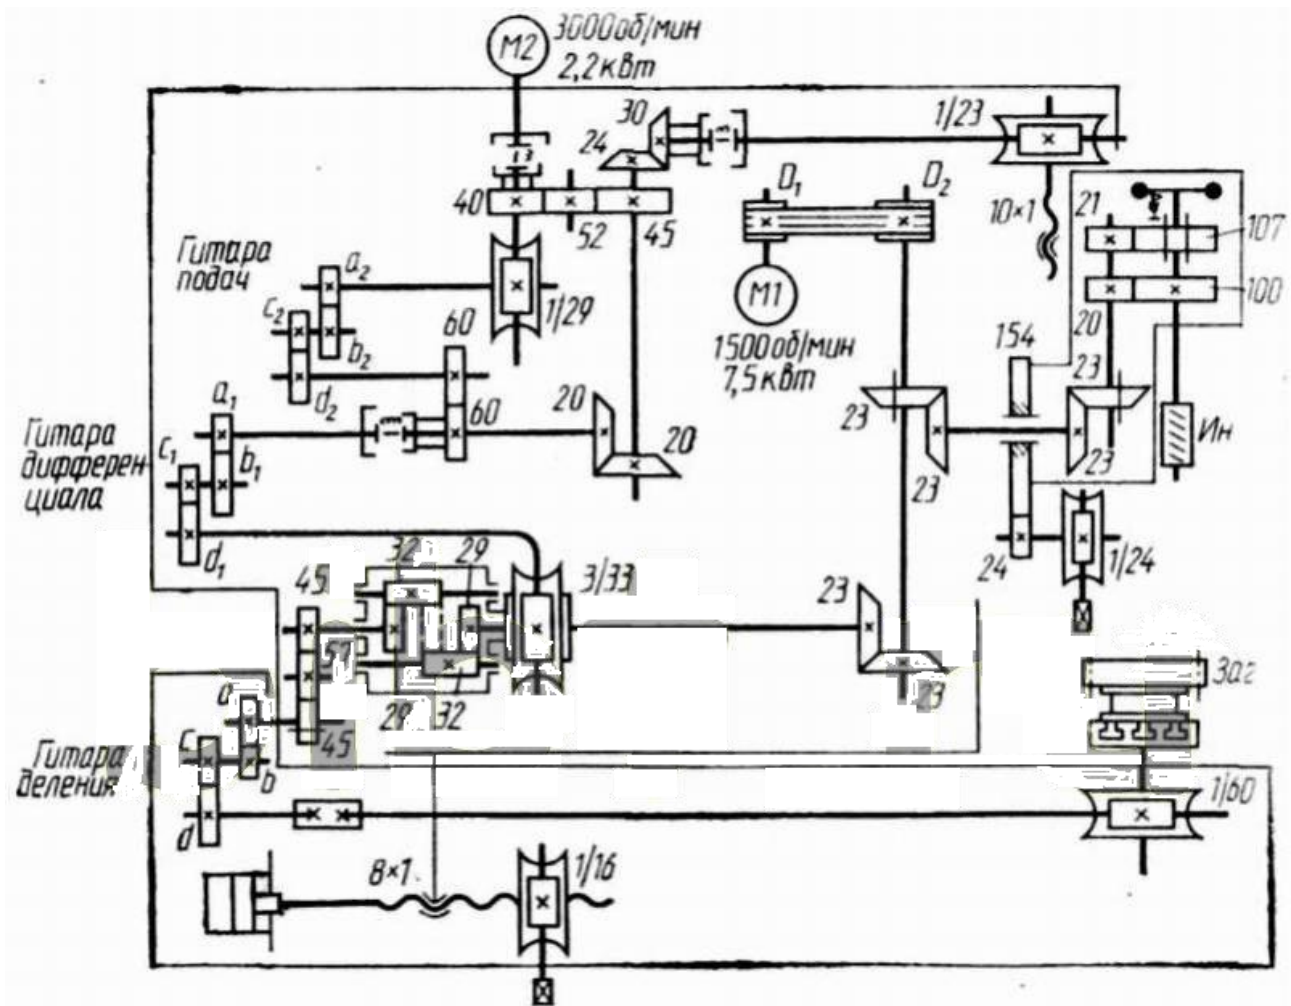 М2
3000об/мин
2,2квт
30
1/23
24
D₁
D₂
40
52
45
10×1
21
107
Гитара
подач
a₂
М1
100
c₂
60
1/29
20
b₂
1500об/мин
154
7,5квт
23
a₁
d₂
60
20
23
Ин
Гитара
c₁
20
23
дифферен-
b₁
23
циала
d₁
32
29
3/33
24
1/24
45
23
Заг
a
29
32
23
c
45
Гитара
деления
b
1/60
d
8×1
1/16